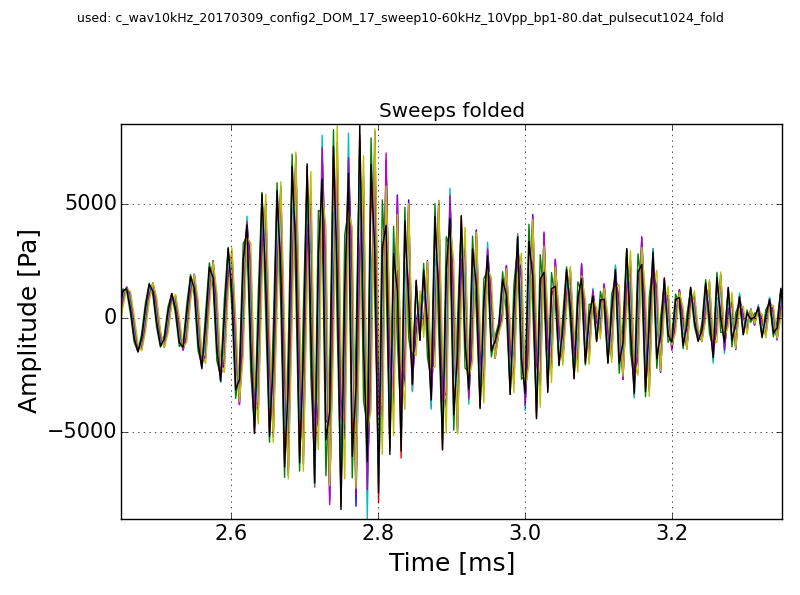 used: c_wav10kHz_20170309_config2_DOM_17_sweep10-60kHz_10Vpp_bp1-80.dat_pulsecut1024_fold
Sweeps folded
5000
0
−5000
Amplitude [Pa]
2.6 2.8 3.0 3.2
Time [ms]